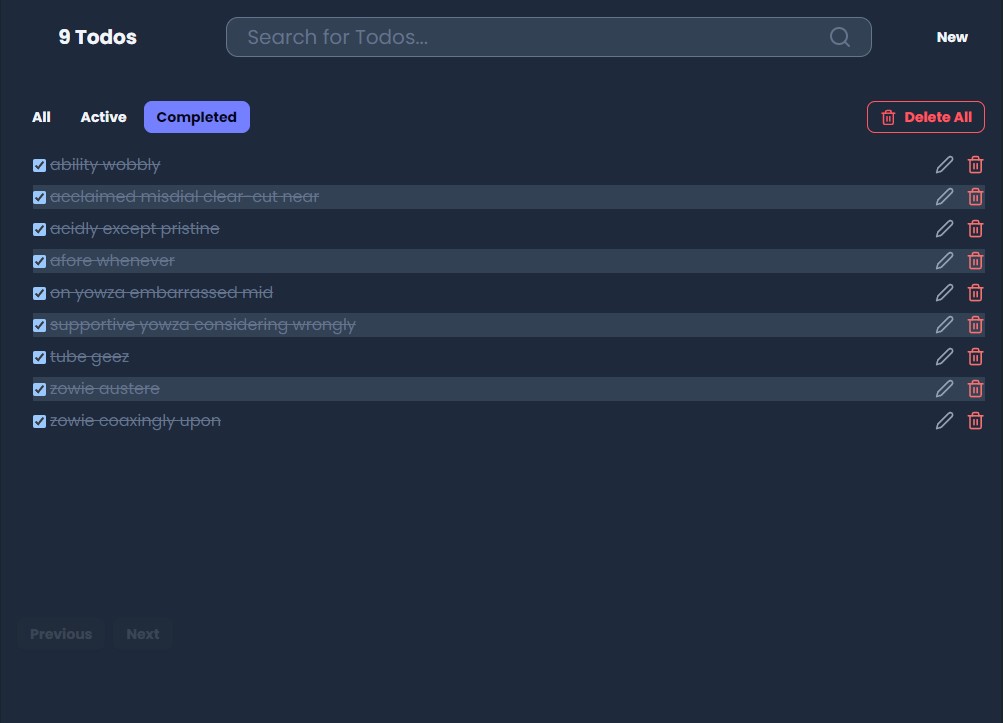 9 Todos
Search for Todos...
New
All
Active
Completed
Delete All
ability wobbly
acclaimed misdial clear-cut near
acidly except pristine
afore whenever
on yowza embarrassed mid
supportive yowza considering wrongly
tube geez
zowie austere
zowie coaxingly upon
Previous
Next